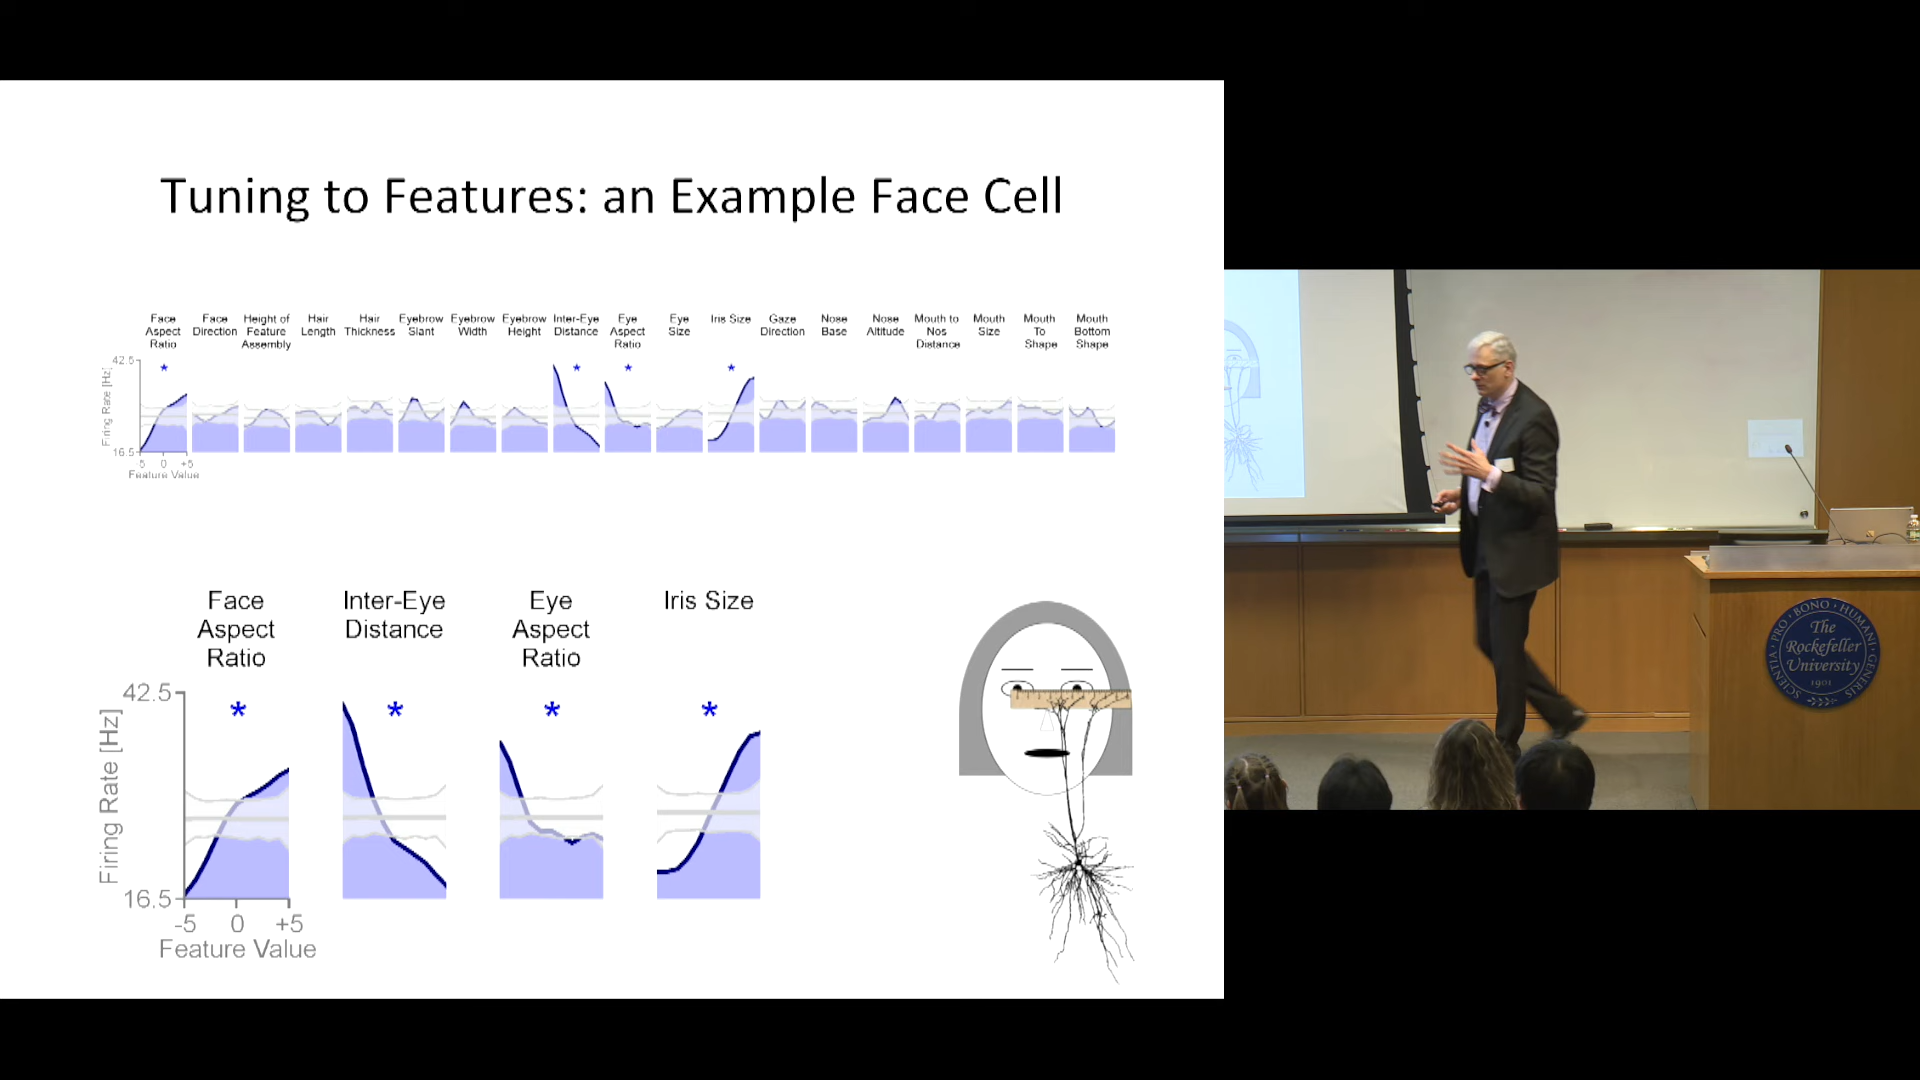 Tuning to Features: an Example Face Cell
Face Aspect Ratio
Face Direction
Height of Feature Assembly
Hair Length
Hair Thickness
Eyebrow Slant
Eyebrow Width
Eyebrow Height
Inter-Eye Distance
Eye Aspect Ratio
Eye Size
Iris Size
Gaze Direction
Nose Base
Nose Altitude
Mouth to Nos Distance
Mouth Size
Mouth To Shape
Mouth Bottom Shape
42.5
* * * *
Firing Rate [Hz]
16.5
-5 0 +5
Feature Value
Face Aspect Ratio
Inter-Eye Distance
Eye Aspect Ratio
Iris Size
42.5
* * * *
Firing Rate [Hz]
16.5
-5 0 +5
Feature Value
PRO · BONO · HUMANI GENERIS SCIENTIA
The
Rockefeller
University
1901